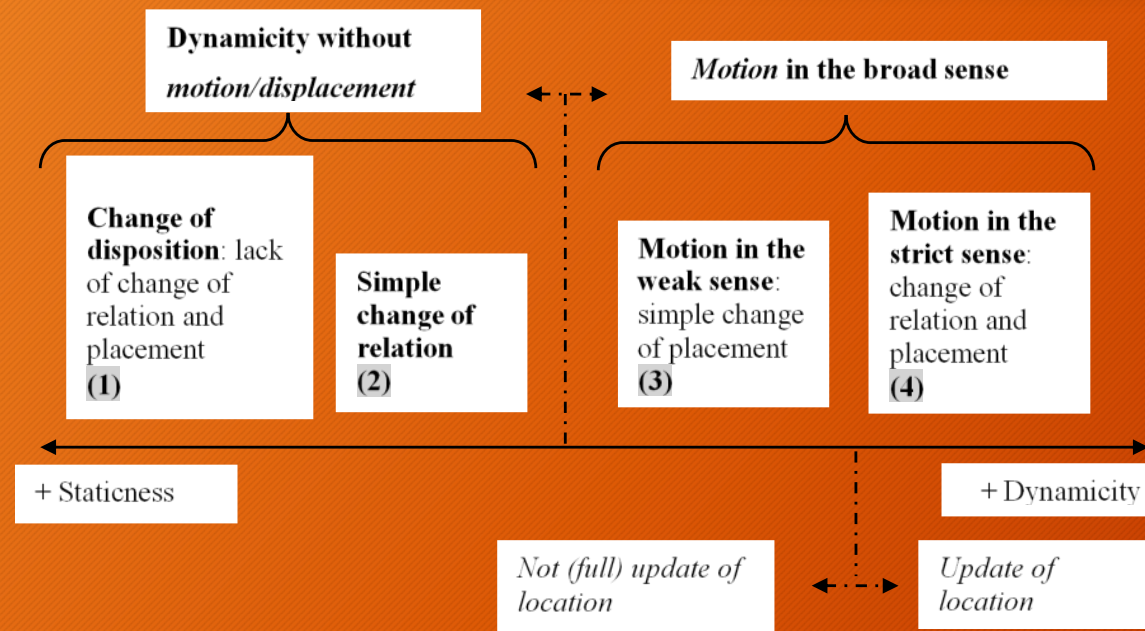 Dynamicity without
motion/displacement
Motion in the broad sense
Change of
disposition: lack
of change of
relation and
placement
(1)
Simple
change of
relation
(2)
Motion in the
weak sense:
simple change
of placement
(3)
Motion in the
strict sense:
change of
relation and
placement
(4)
+ Staticness
+ Dynamicity
Not (full) update of
location
Update of
location